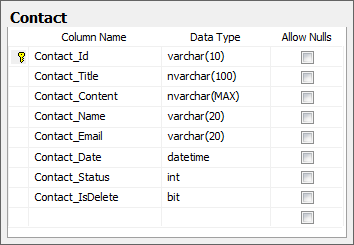 Contact
Column Name Data Type Allow Nulls
Contact_Id varchar(10)
Contact_Title nvarchar(100)
Contact_Content nvarchar(MAX)
Contact_Name varchar(20)
Contact_Email varchar(20)
Contact_Date datetime
Contact_Status int
Contact_IsDelete bit